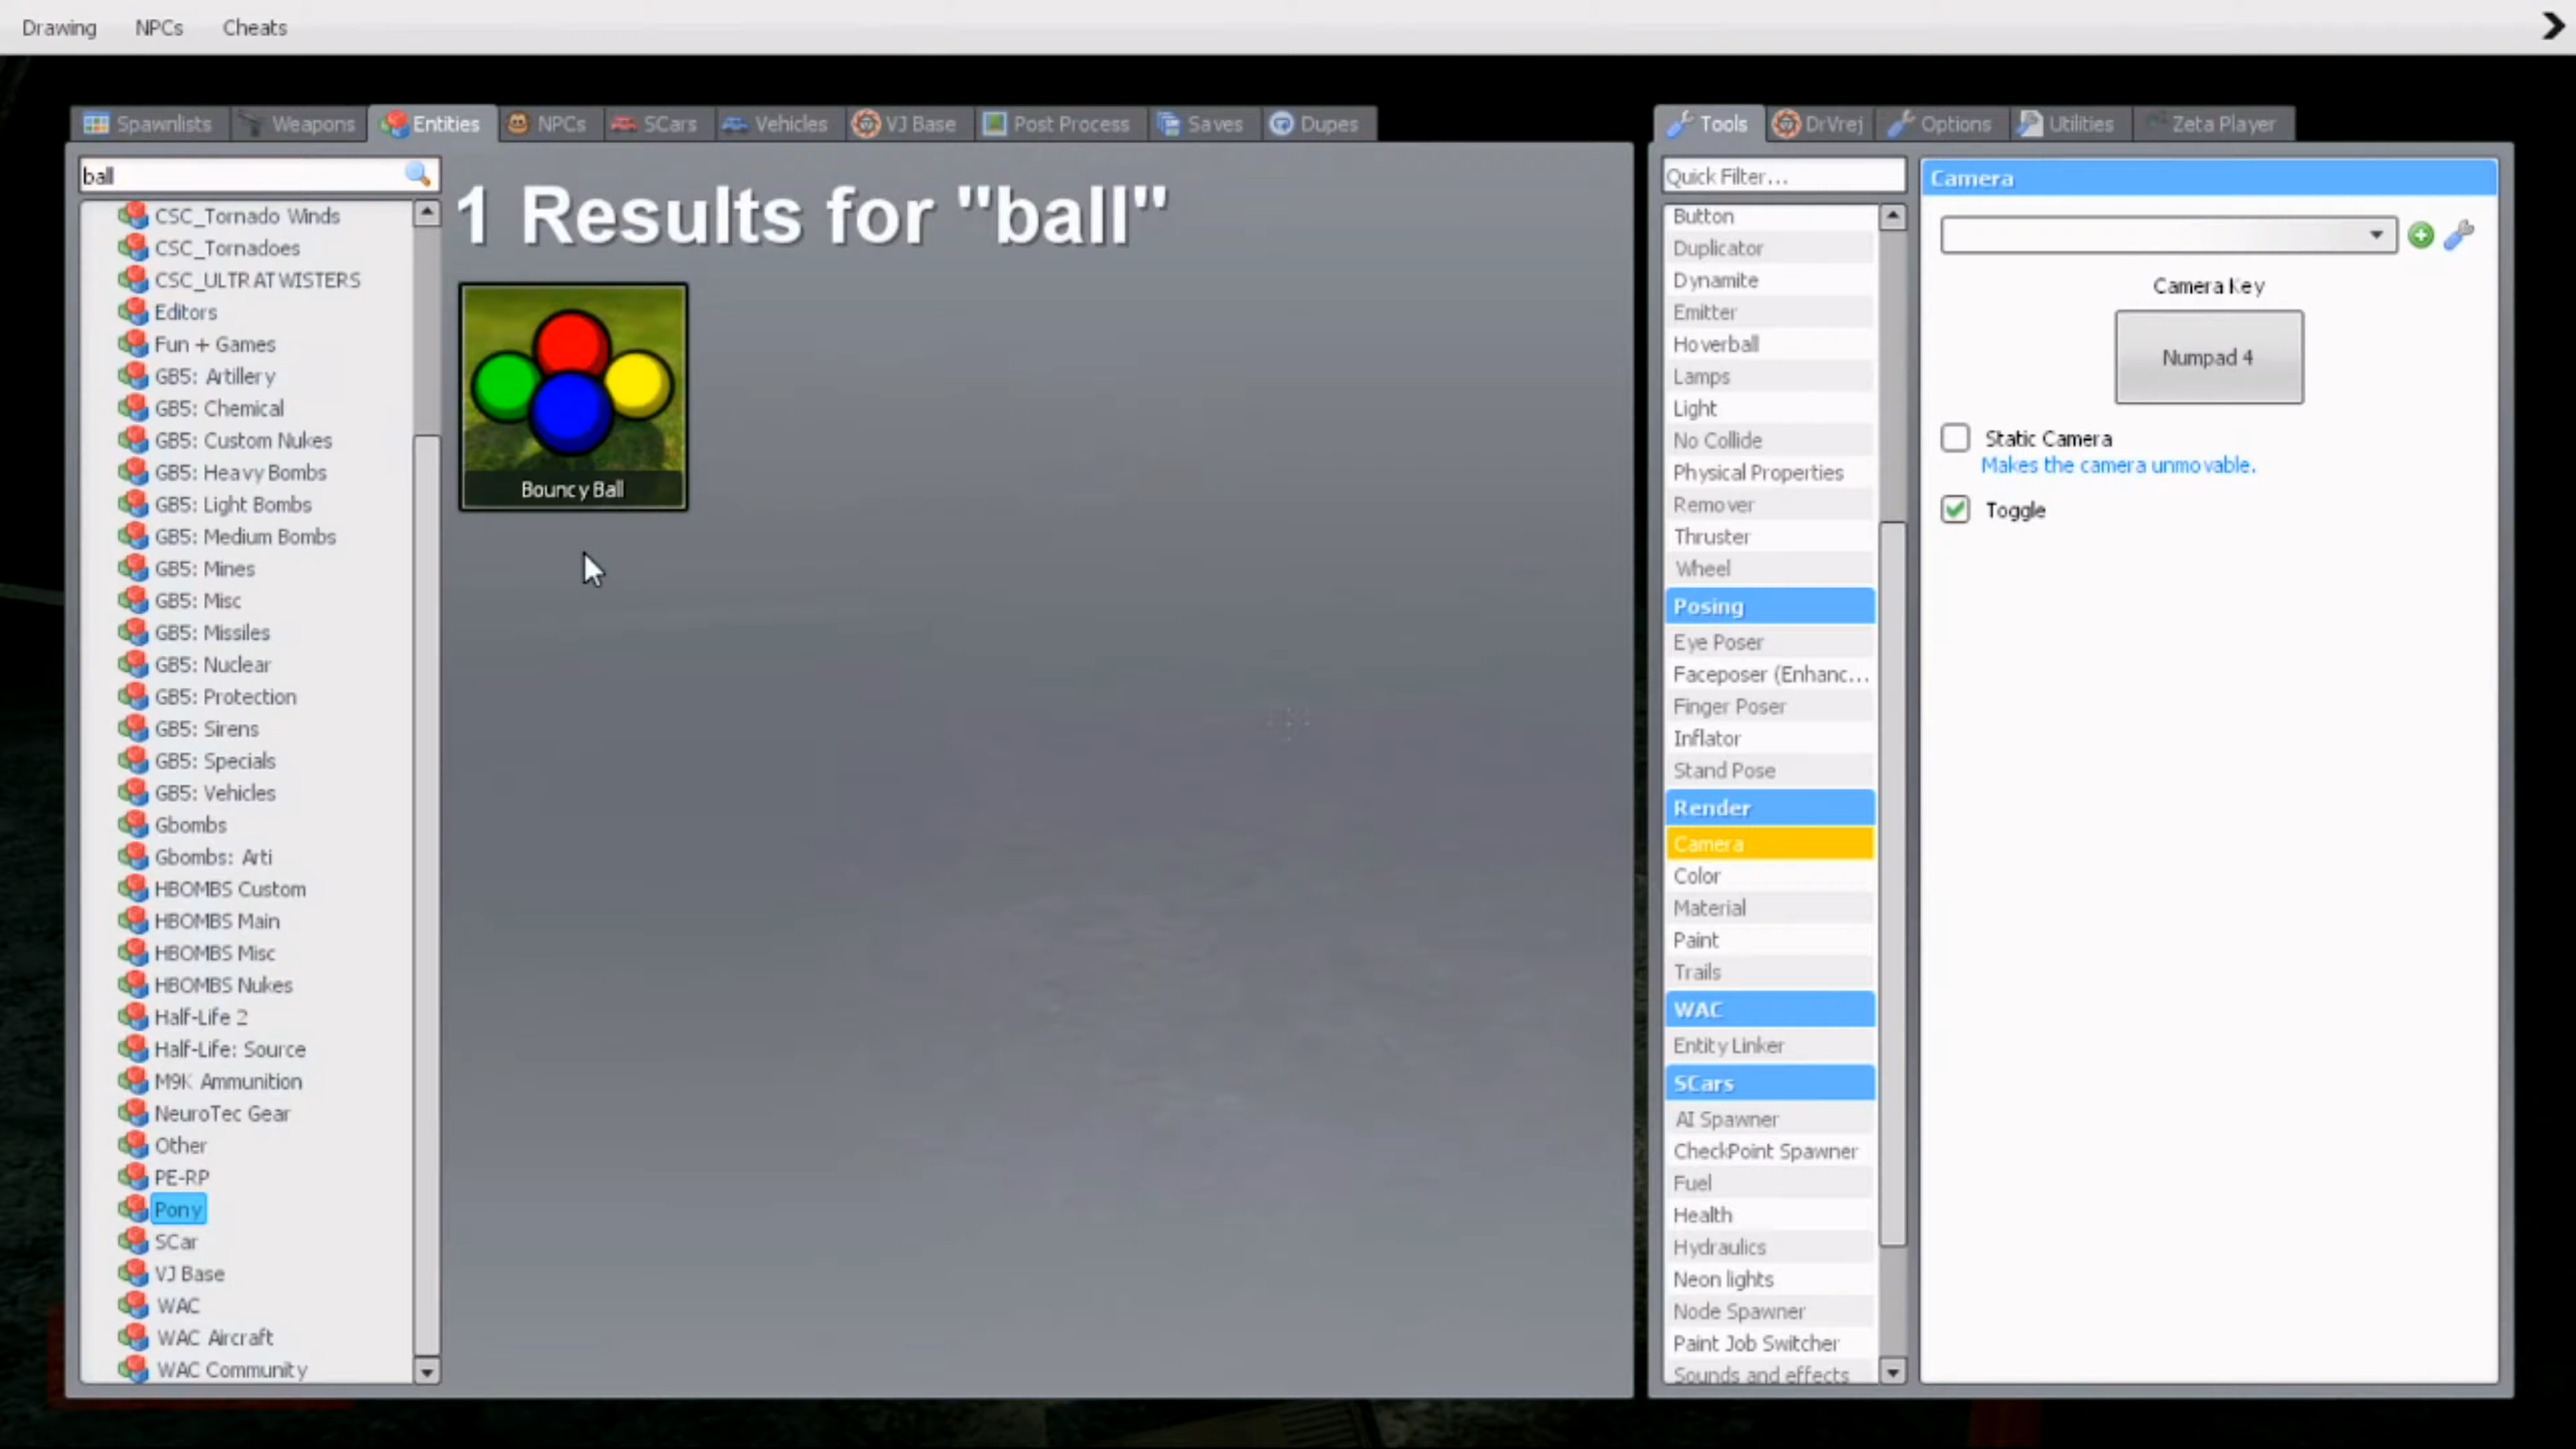 Drawing NPCs Cheats
Spawnlists Weapons Entities NPCs SCars Vehicles VJ Base Post Process Saves Dupes
ball
CSC_Tornado Winds
CSC_Tornadoes
CSC_ULTRATWISTERS
Editors
Fun + Games
GB5: Artillery
GB5: Chemical
GB5: Custom Nukes
GB5: Heavy Bombs
GB5: Light Bombs
GB5: Medium Bombs
GB5: Mines
GB5: Misc
GB5: Missiles
GB5: Nuclear
GB5: Protection
GB5: Sirens
GB5: Specials
GB5: Vehicles
Gbombs
Gbombs: Arti
HBOMBS Custom
HBOMBS Main
HBOMBS Misc
HBOMBS Nukes
Half-Life 2
Half-Life: Source
M9K Ammunition
NeuroTec Gear
Other
PE-RP
Pony
SCar
VJ Base
WAC
WAC Aircraft
WAC Community
1 Results for "ball"
Bouncy Ball
Tools DrVrej Options Utilities Zeta Player
Quick Filter...
Button
Duplicator
Dynamite
Emitter
Hoverball
Lamps
Light
No Collide
Physical Properties
Remover
Thruster
Wheel
Posing
Eye Poser
Faceposer (Enhanc...
Finger Poser
Inflator
Stand Pose
Render
Camera
Color
Material
Paint
Trails
WAC
Entity Linker
SCars
AI Spawner
CheckPoint Spawner
Fuel
Health
Hydraulics
Neon lights
Node Spawner
Paint Job Switcher
Sounds and effects
Camera
Camera Key
Numpad 4
Static Camera
Makes the camera unmovable.
Toggle